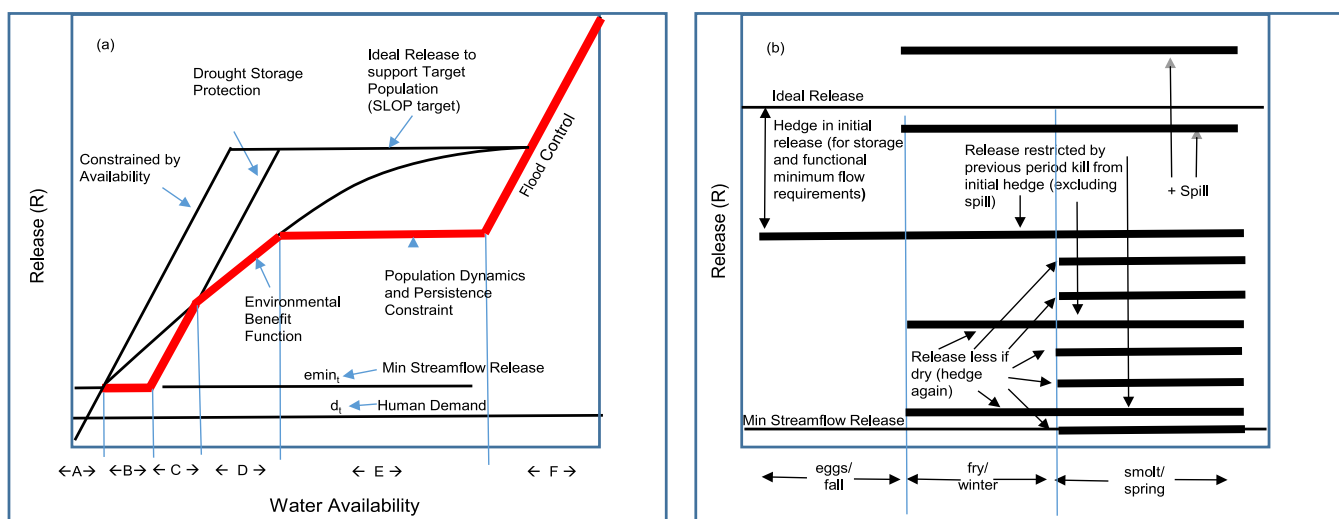 (a)
Ideal Release to
support Target
Population
(SLOP target)
Drought Storage
Protection
Constrained by
Availability
Flood Control
Release (R)
Population Dynamics
and Persistence
Constraint
Environmental
Benefit
Function
emin_t
Min Streamflow Release
d_t
Human Demand
←A→
←B→
← C →
← D →
← E →
← F →
Water Availability
(b)
Ideal Release
Hedge in initial
release (for storage
and functional
minimum flow
requirements)
Release restricted by
previous period kill from
initial hedge (excluding
spill)
+ Spill
Release (R)
Release less if
dry (hedge
again)
Min Streamflow Release
eggs/
fall
fry/
winter
smolt/
spring